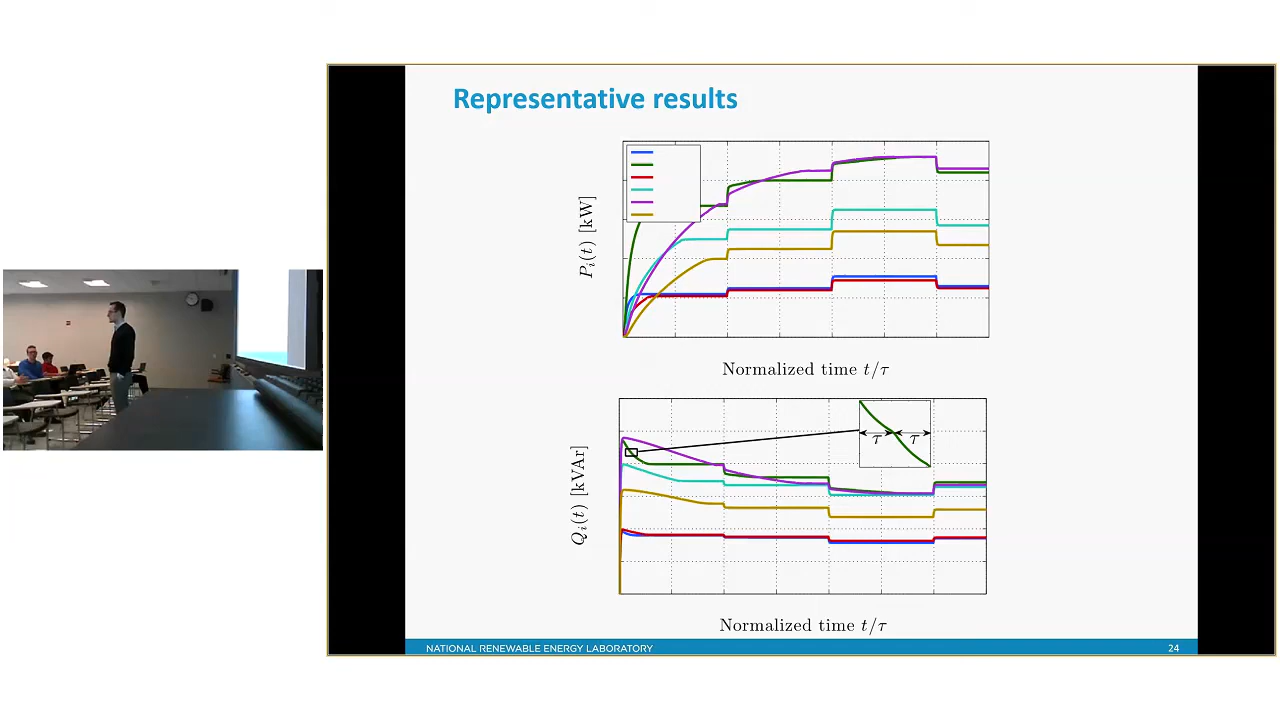 Representative results
P_i(t) [kW]
Normalized time t/τ
τ τ
Q_i(t) [kVAr]
Normalized time t/τ
NATIONAL RENEWABLE ENERGY LABORATORY
24